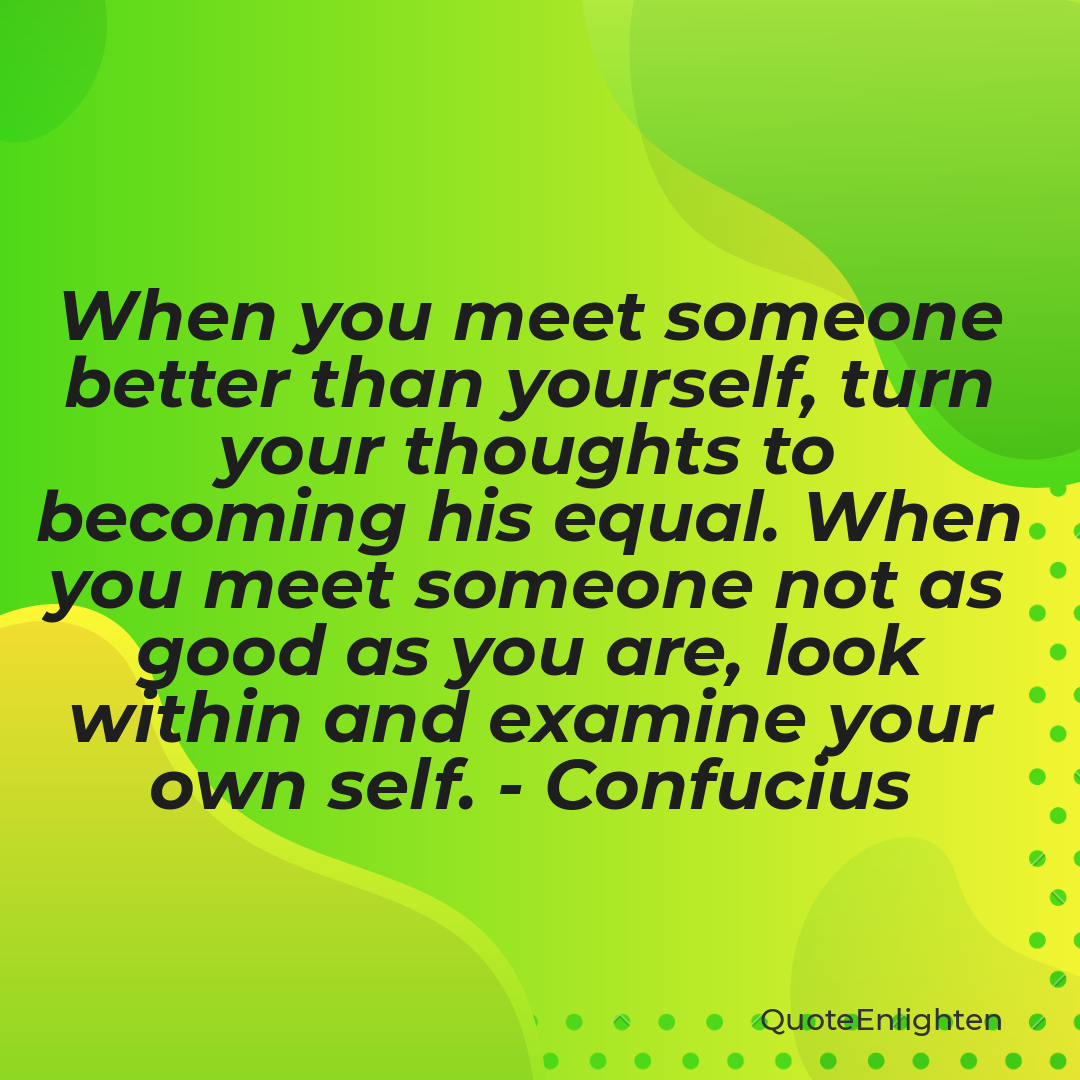 When you meet someone
better than yourself, turn
your thoughts to
becoming his equal. When
you meet someone not as
good as you are, look
within and examine your
own self. - Confucius
QuoteEnlighten